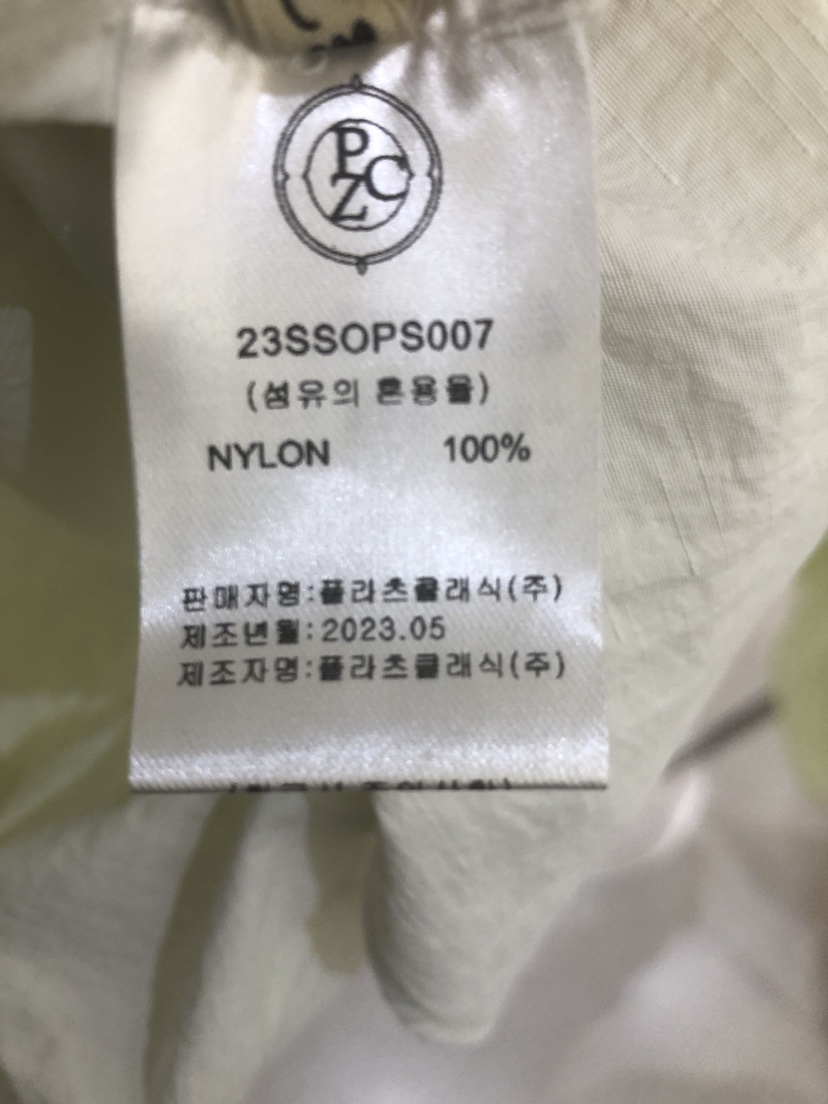 P
C
Z
23SSOPS007
(섬유의 혼용율)
NYLON 100%
판매자명:플라츠클래식(주)
제조년월:2023.05
제조자명:플라츠클래식(주)